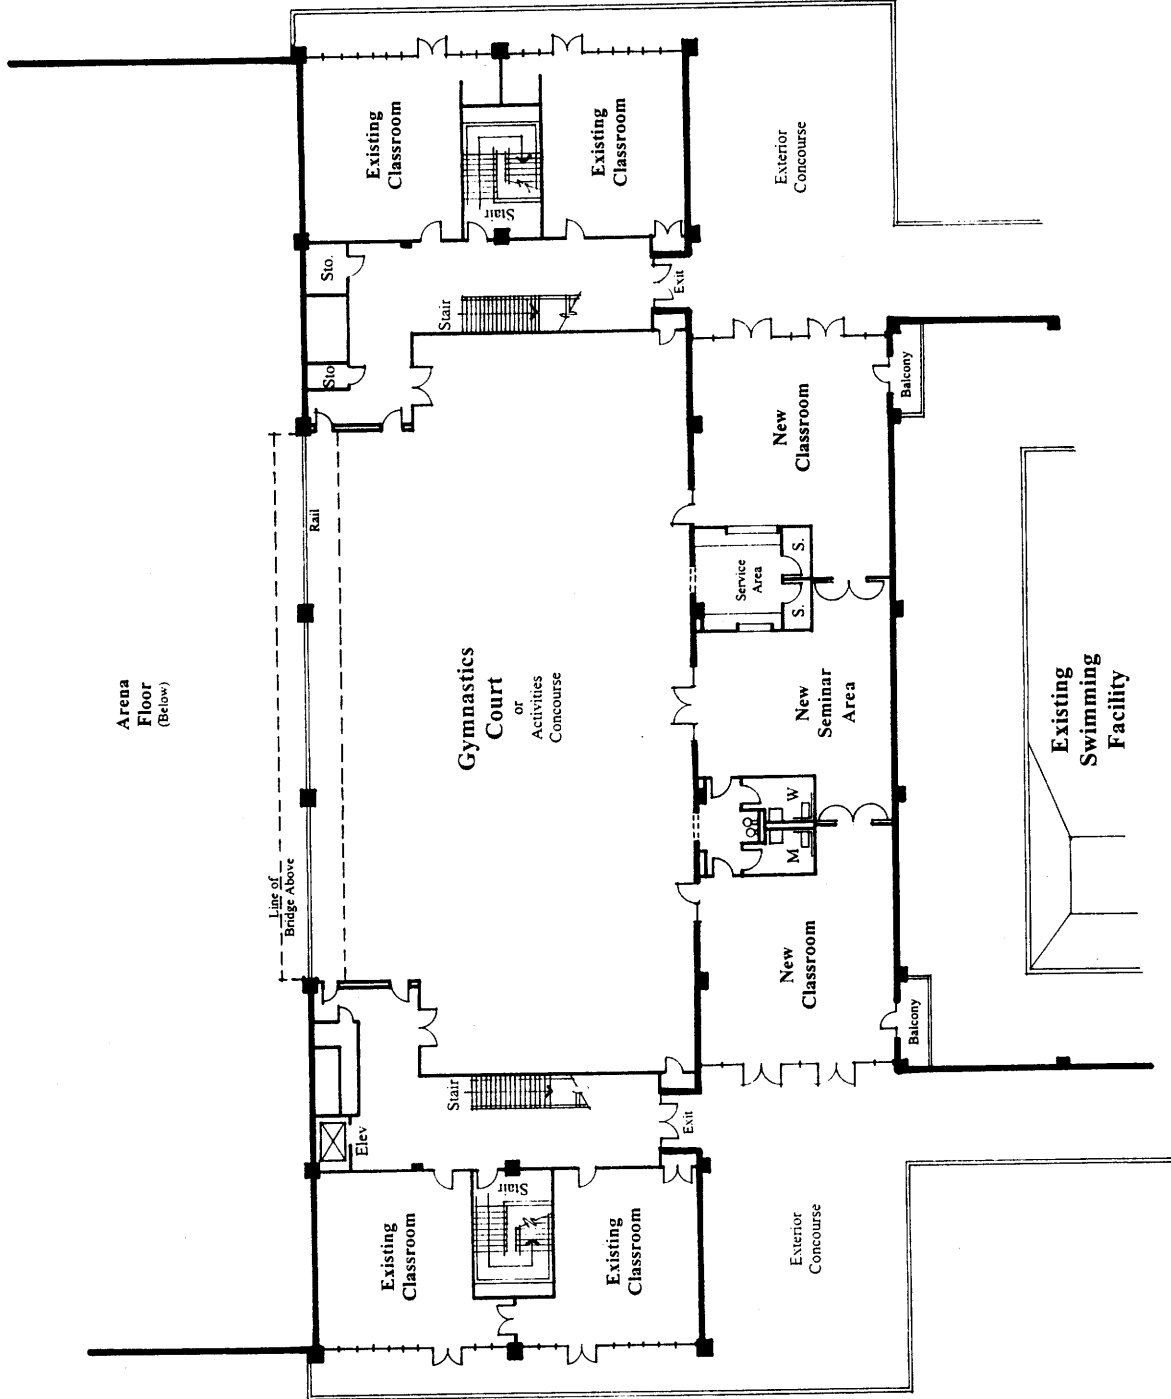 Arena
Floor
(Below)
Line of
Bridge Above
Rail
Elev
Sto
Sto.
Existing
Classroom
Stair
Gymnastics
Court
or
Activities
Concourse
Stair
Existing
Classroom
Stair
Stair
Existing
Classroom
Existing
Classroom
Exit
Exit
Exterior
Concourse
New
Classroom
M
W
New
Seminar
Area
Service
Area
S.
S.
New
Classroom
Exterior
Concourse
Balcony
Balcony
Existing
Swimming
Facility